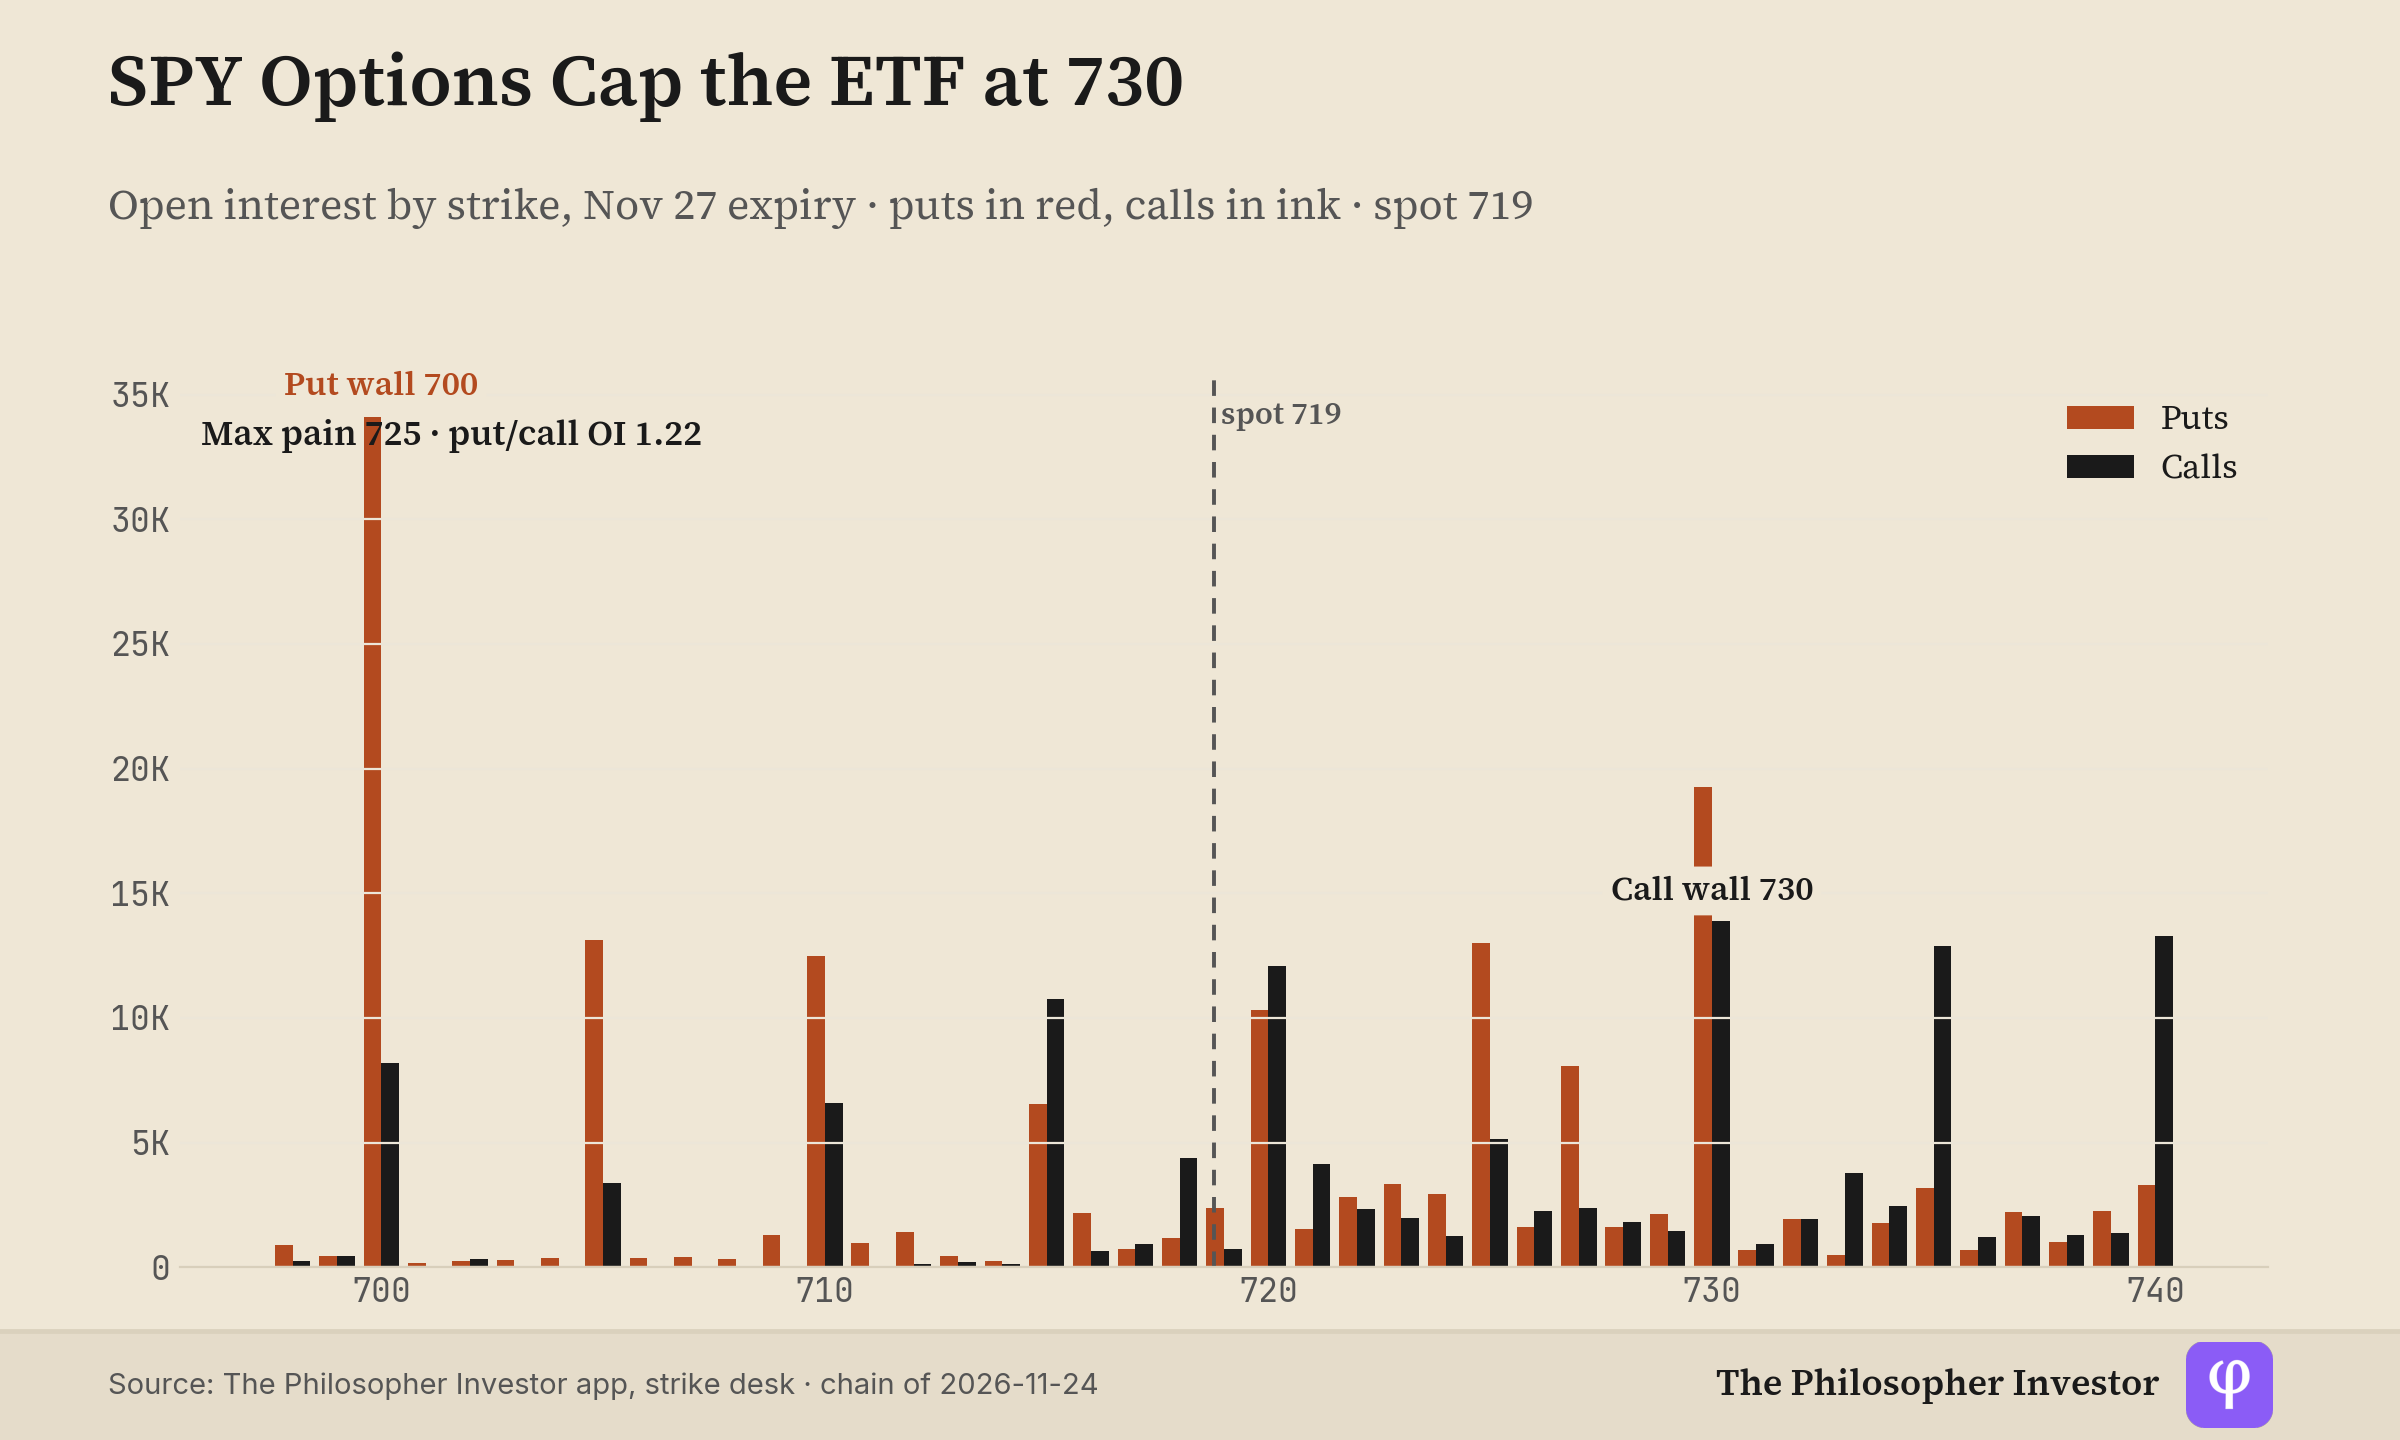 SPY Options Cap the ETF at 730
Open interest by strike, Nov 27 expiry · puts in red, calls in ink · spot 719
Put wall 700
Max pain 725 · put/call OI 1.22
spot 719
Puts
Calls
Call wall 730
35K
30K
25K
20K
15K
10K
5K
0
700 710 720 730 740
Source: The Philosopher Investor app, strike desk · chain of 2026-11-24
The Philosopher Investor φ